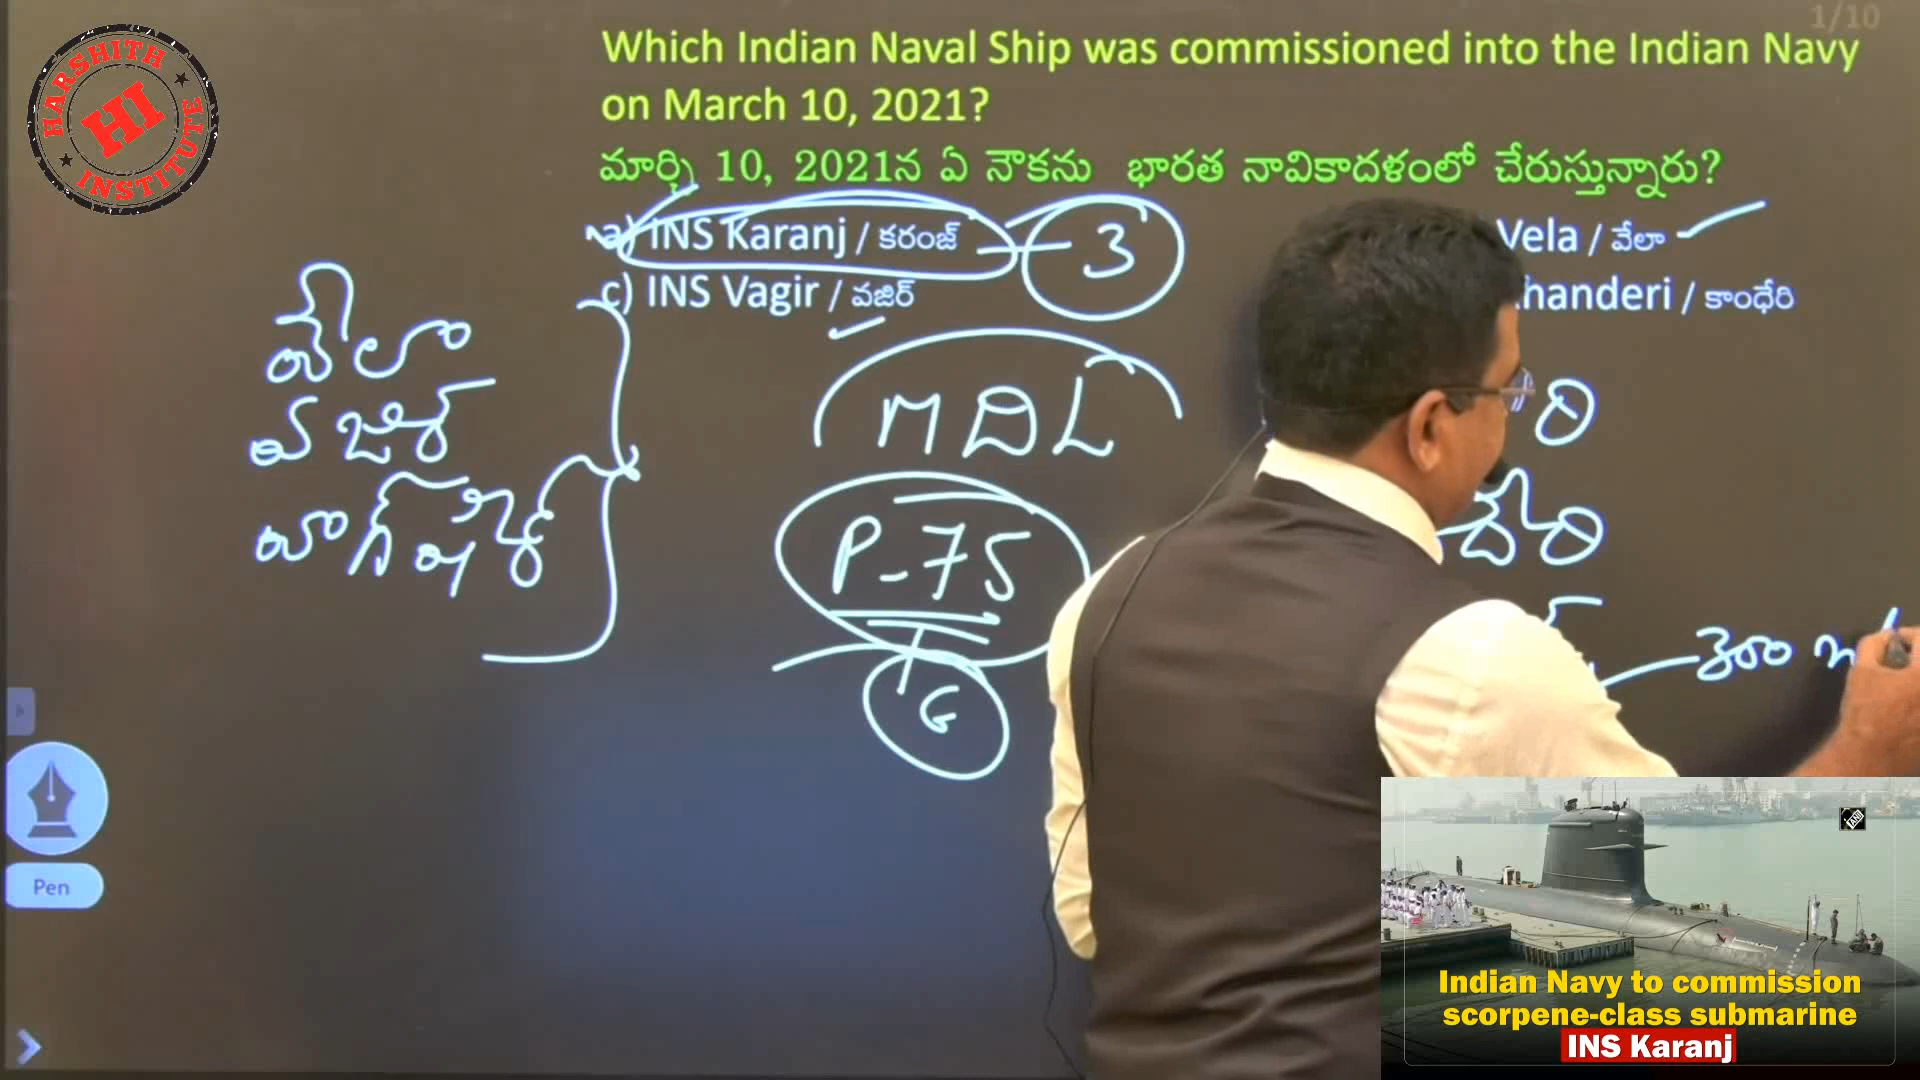 1/10
HARSHITH
HI
INSTITUTE
Which Indian Naval Ship was commissioned into the Indian Navy
on March 10, 2021?
మార్చి 10, 2021న ఏ నౌకను భారత నావికాదళంలో చేరుస్తున్నారు?
a) INS Karanj / కరంజ్ 3 Vela / వేలా
c) INS Vagir / వజిర్ handeri / కాంధేరి
వేలా
వజీర్
వాగ్ షీర్
MDL
P-75
6
రి
దేరి
Pen
ANI
Indian Navy to commission
scorpene-class submarine
INS Karanj